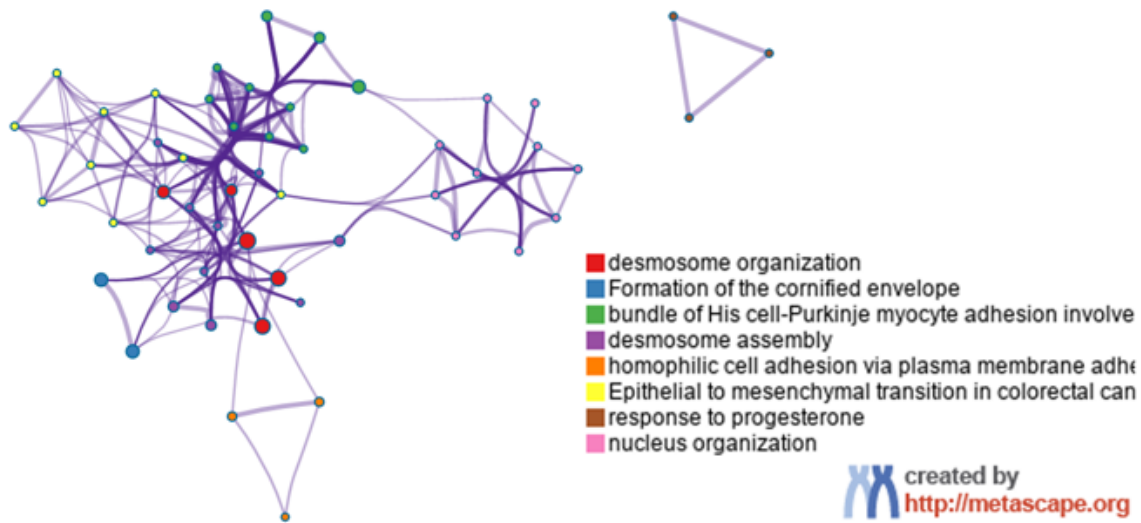 desmosome organization
Formation of the cornified envelope
bundle of His cell-Purkinje myocyte adhesion involve
desmosome assembly
homophilic cell adhesion via plasma membrane adhe
Epithelial to mesenchymal transition in colorectal can
response to progesterone
nucleus organization
created by
http://metascape.org